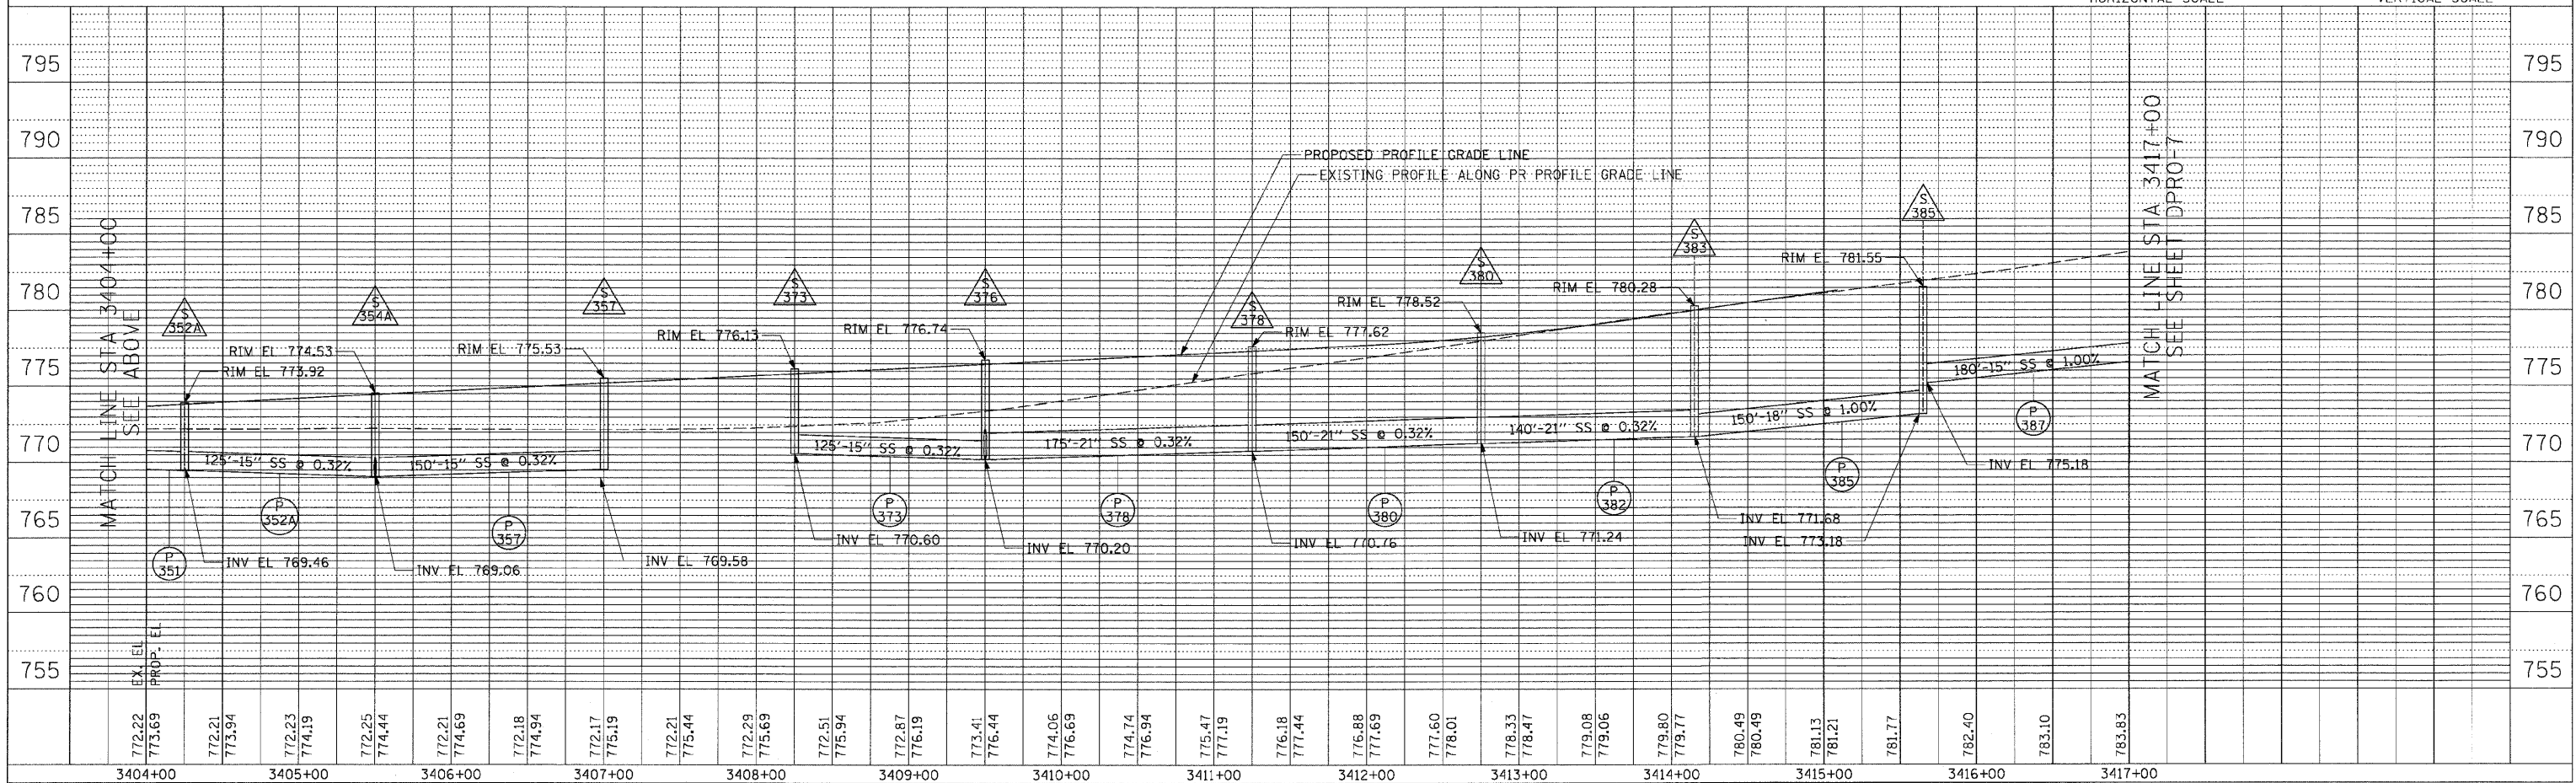 HORIZONTAL SCALE
VERTICAL SCALE
795
790
785
780
775
770
765
760
755
795
790
785
780
775
770
765
760
755
MATCH LINE STA 3404+00
SEE ABOVE
MATCH LINE STA 3417+00
SEE SHEET DPRO-7
PROPOSED PROFILE GRADE LINE
EXISTING PROFILE ALONG PR PROFILE GRADE LINE
S
352A
S
354A
S
357
S
373
S
376
S
378
S
380
S
383
S
385
RIM EL 773.92
RIM EL 774.53
RIM EL 775.53
RIM EL 776.13
RIM EL 776.74
RIM EL 777.62
RIM EL 778.52
RIM EL 780.28
RIM EL 781.55
125'-15" SS @ 0.32%
150'-15" SS @ 0.32%
125'-15" SS @ 0.32%
175'-21" SS @ 0.32%
150'-21" SS @ 0.32%
140'-21" SS @ 0.32%
150'-18" SS @ 1.00%
180'-15" SS @ 1.00%
P
351
P
352A
P
357
P
373
P
378
P
380
P
382
P
385
P
387
INV EL 769.46
INV EL 769.06
INV EL 769.58
INV EL 770.60
INV EL 770.20
INV EL 770.76
INV EL 771.24
INV EL 771.68
INV EL 773.18
INV EL 775.18
EX. EL
PROP. EL
772.22
773.69
772.21
773.94
772.23
774.19
772.25
774.44
772.21
774.69
772.18
774.94
772.17
775.19
772.21
775.44
772.29
775.69
772.51
775.94
772.87
776.19
773.41
776.44
774.06
776.69
774.74
776.94
775.47
777.19
776.18
777.44
776.88
777.69
777.60
778.01
778.33
778.47
779.08
779.06
779.80
779.77
780.49
780.49
781.13
781.21
781.77
782.40
783.10
783.83
3404+00
3405+00
3406+00
3407+00
3408+00
3409+00
3410+00
3411+00
3412+00
3413+00
3414+00
3415+00
3416+00
3417+00